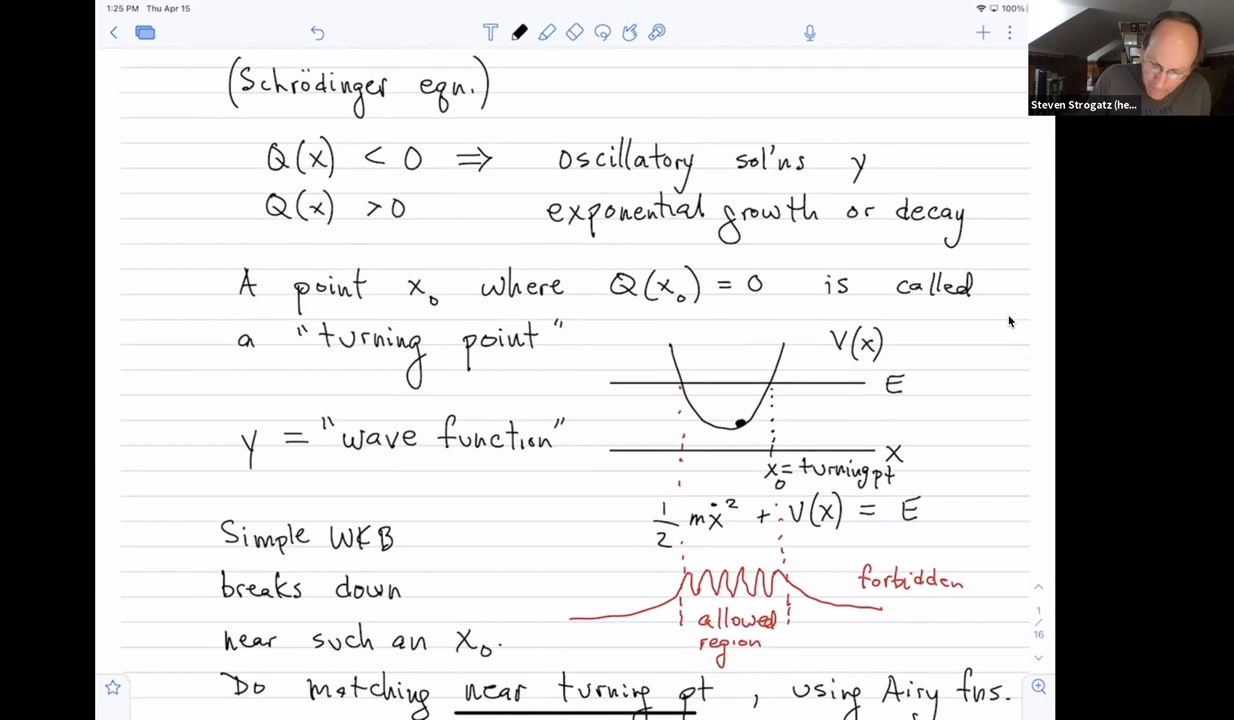 1:25 PM Thu Apr 15
100%
Steven Strogatz (he...
(Schrödinger eqn.)
Q(x) < 0 ⇒ oscillatory sol'ns y
Q(x) > 0 exponential growth or decay
A point x₀ where Q(x₀) = 0 is called
a "turning point"
V(x)
E
y = "wave function"
X
x₀ = turning pt
1/2 mẋ² + V(x) = E
Simple WKB
breaks down
near such an x₀.
forbidden
allowed
region
1
/
16
Do matching near turning pt, using Airy fns.